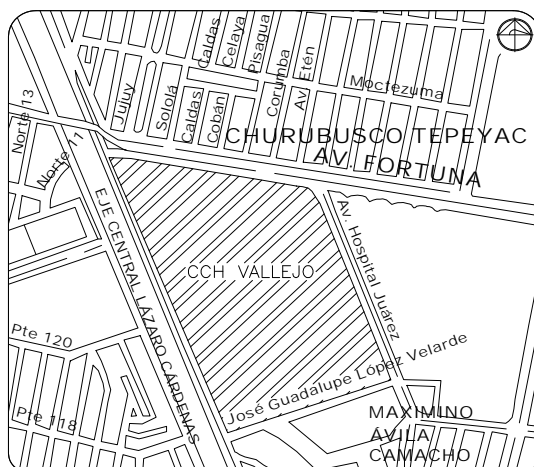 Caldas
Celaya
Pisagua
Corumba
Av. Etén
Moctezuma
Jujuy
Sololá
Caldas
Cobán
CHURUBUSCO TEPEYAC
AV. FORTUNA
Norte 13
Norte 11
EJE CENTRAL LÁZARO CÁRDENAS
CCH VALLEJO
Av. Hospital Juárez
Pte 120
José Guadalupe López Velarde
Pte 118
MAXIMINO
ÁVILA
CAMACHO